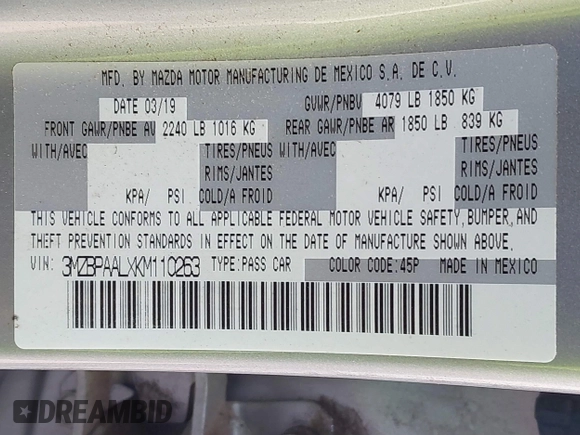 MFD. BY MAZDA MOTOR MANUFACTURING DE MEXICO S.A. DE C.V.
DATE 03/19 GVWR/PNBV 4079 LB 1850 KG
FRONT GAWR/PNBE AV 2240 LB 1016 KG REAR GAWR/PNBE AR 1850 LB 839 KG
WITH/AVEC TIRES/PNEUS WITH/AVEC TIRES/PNEUS
RIMS/JANTES RIMS/JANTES
KPA/ PSI COLD/A FROID KPA/ PSI COLD/A FROID
THIS VEHICLE CONFORMS TO ALL APPLICABLE FEDERAL MOTOR VEHICLE SAFETY, BUMPER, AND
THEFT PREVENTION STANDARDS IN EFFECT ON THE DATE OF MANUFACTURE SHOWN ABOVE.
VIN: 3MZBPAALXKM110263 TYPE:PASS CAR COLOR CODE:45P MADE IN MEXICO
DREAMBID